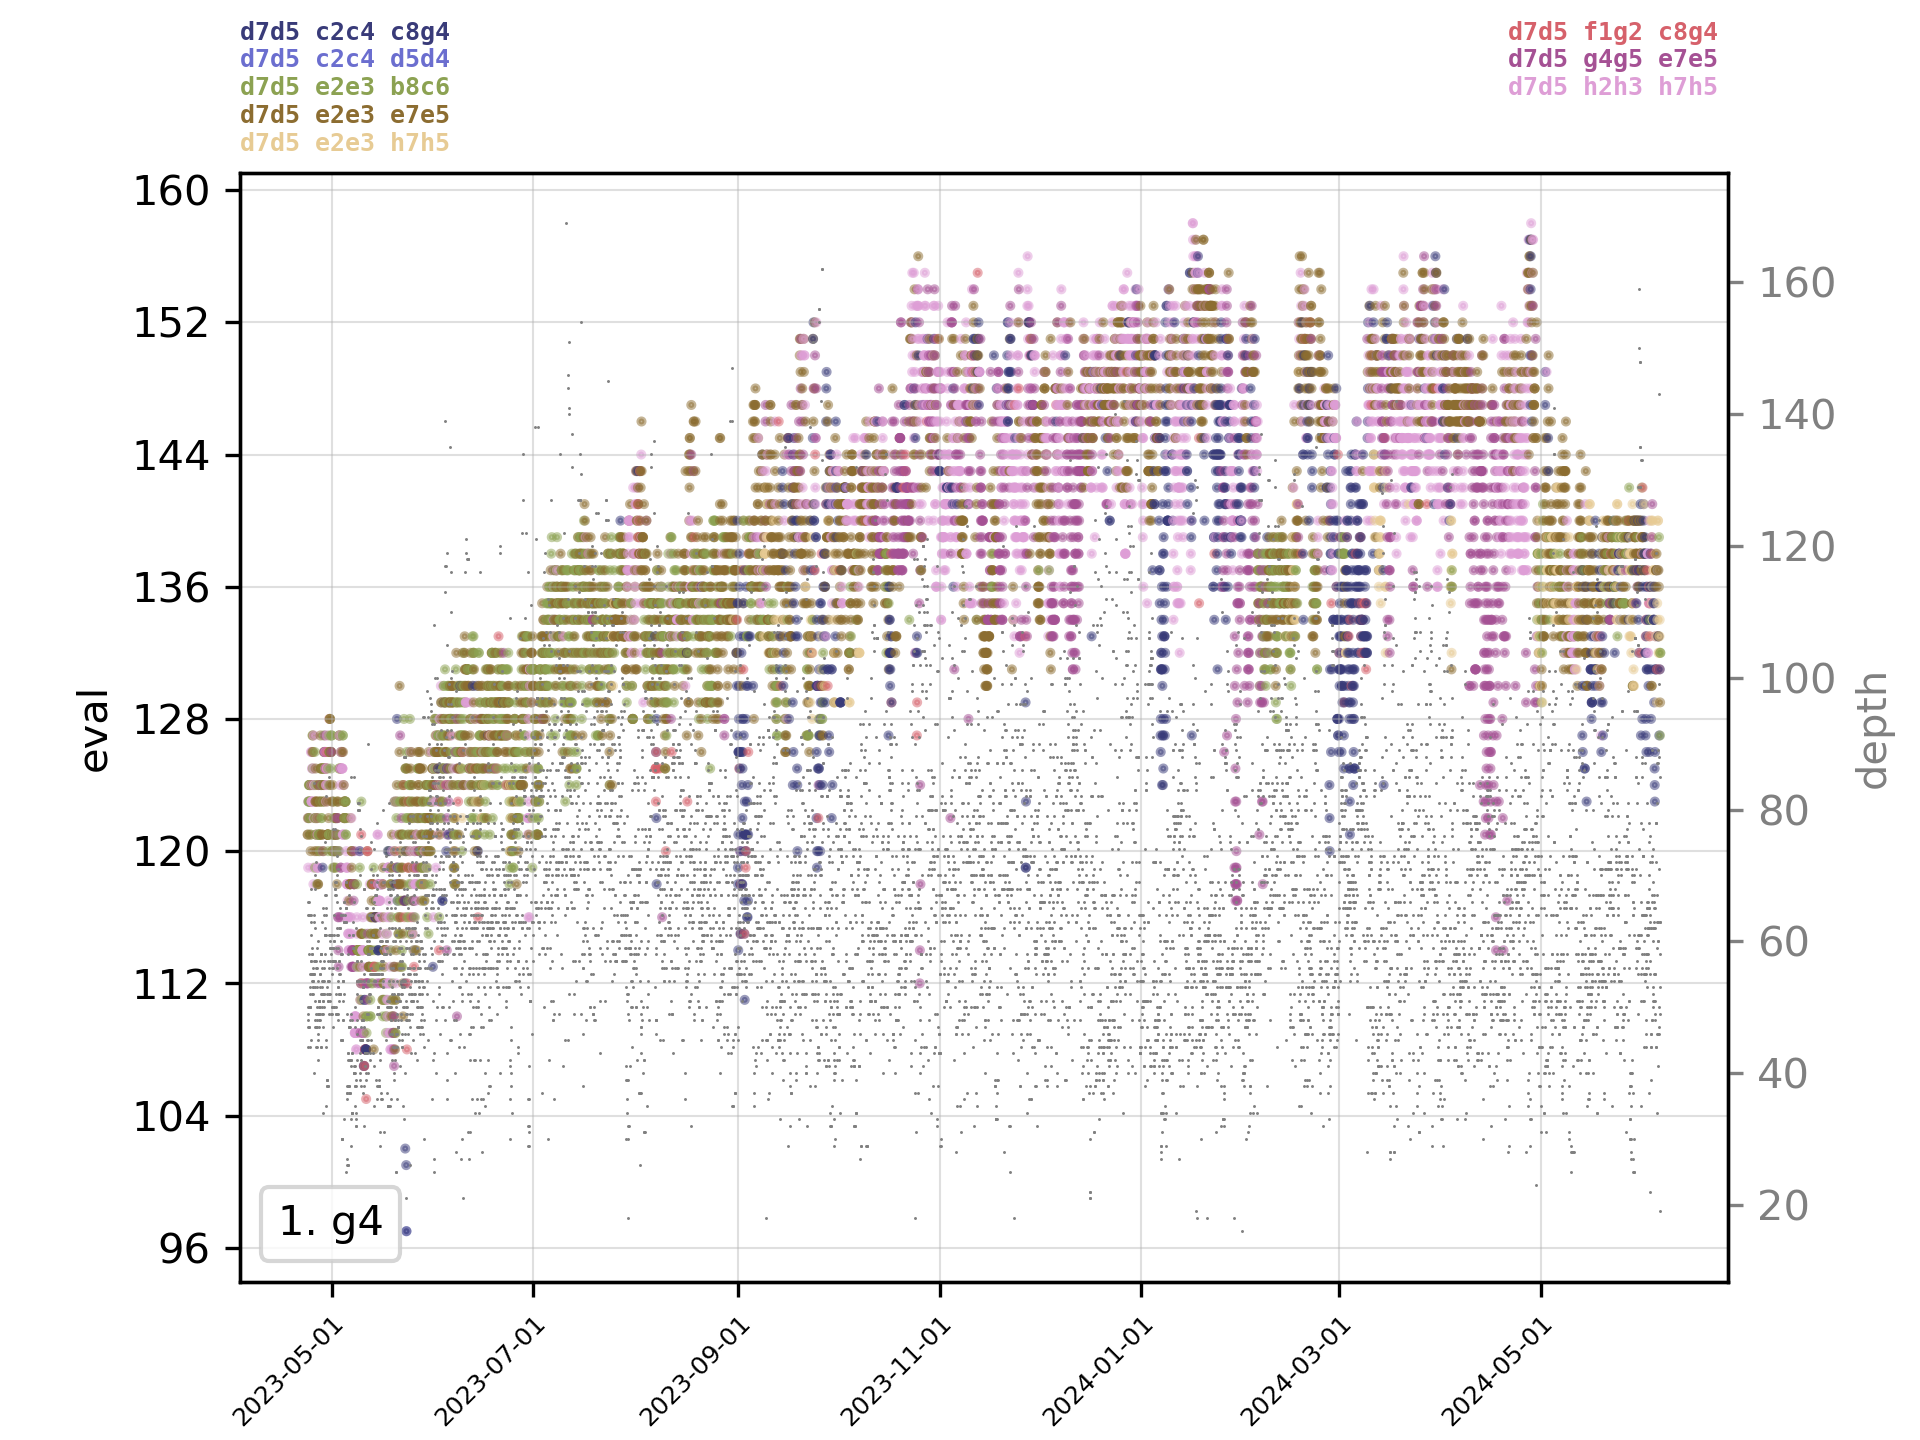 d7d5 c2c4 c8g4
d7d5 c2c4 d5d4
d7d5 e2e3 b8c6
d7d5 e2e3 e7e5
d7d5 e2e3 h7h5
d7d5 f1g2 c8g4
d7d5 g4g5 e7e5
d7d5 h2h3 h7h5
160
152
144
136
128
120
112
104
96
eval
160
140
120
100
80
60
40
20
depth
1. g4
2023-05-01
2023-07-01
2023-09-01
2023-11-01
2024-01-01
2024-03-01
2024-05-01